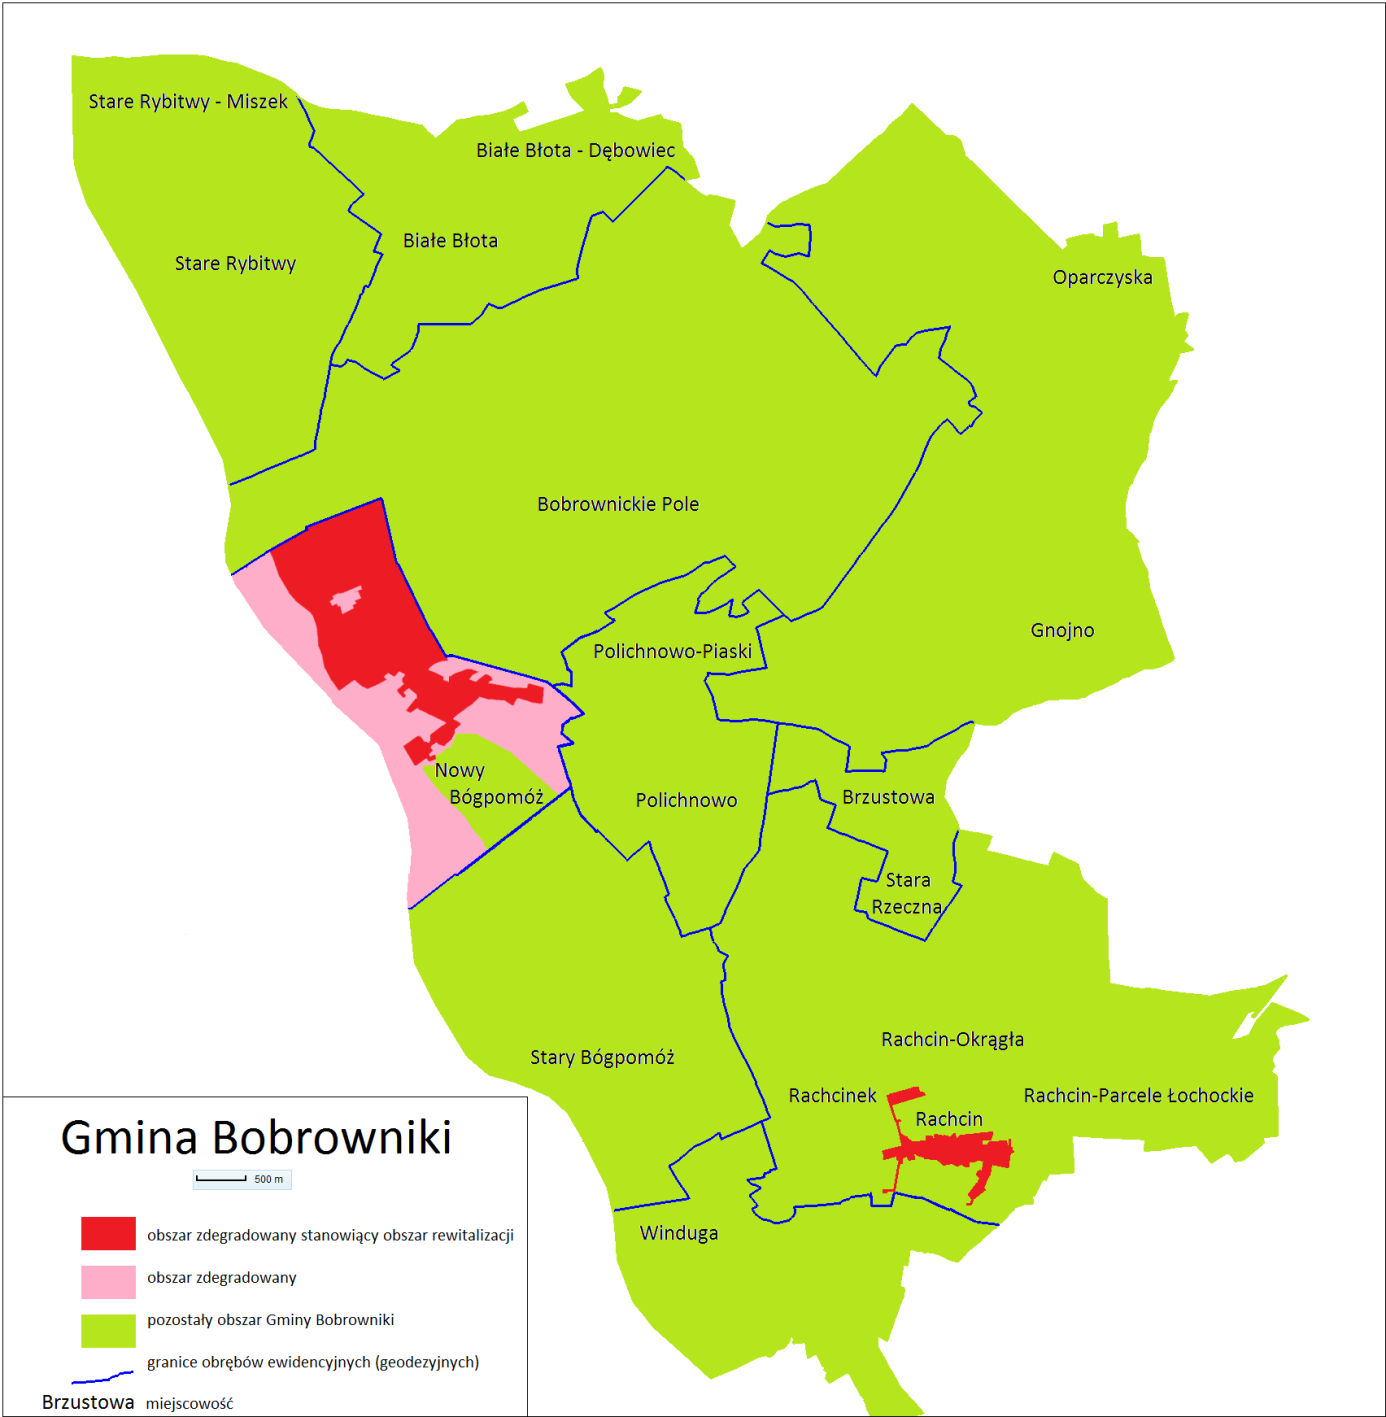 Stare Rybitwy - Miszek
Białe Błota - Dębowiec
Białe Błota
Stare Rybitwy
Oparczyska
Bobrownickie Pole
Gnojno
Polichnowo-Piaski
Nowy
Bógpomóż
Polichnowo
Brzustowa
Stara
Rzeczna
Rachcin-Okrągła
Stary Bógpomóż
Rachcinek
Rachcin-Parcele Łochockie
Rachcin
Winduga
Gmina Bobrowniki
500 m
obszar zdegradowany stanowiący obszar rewitalizacji
obszar zdegradowany
pozostały obszar Gminy Bobrowniki
granice obrębów ewidencyjnych (geodezyjnych)
Brzustowa miejscowość